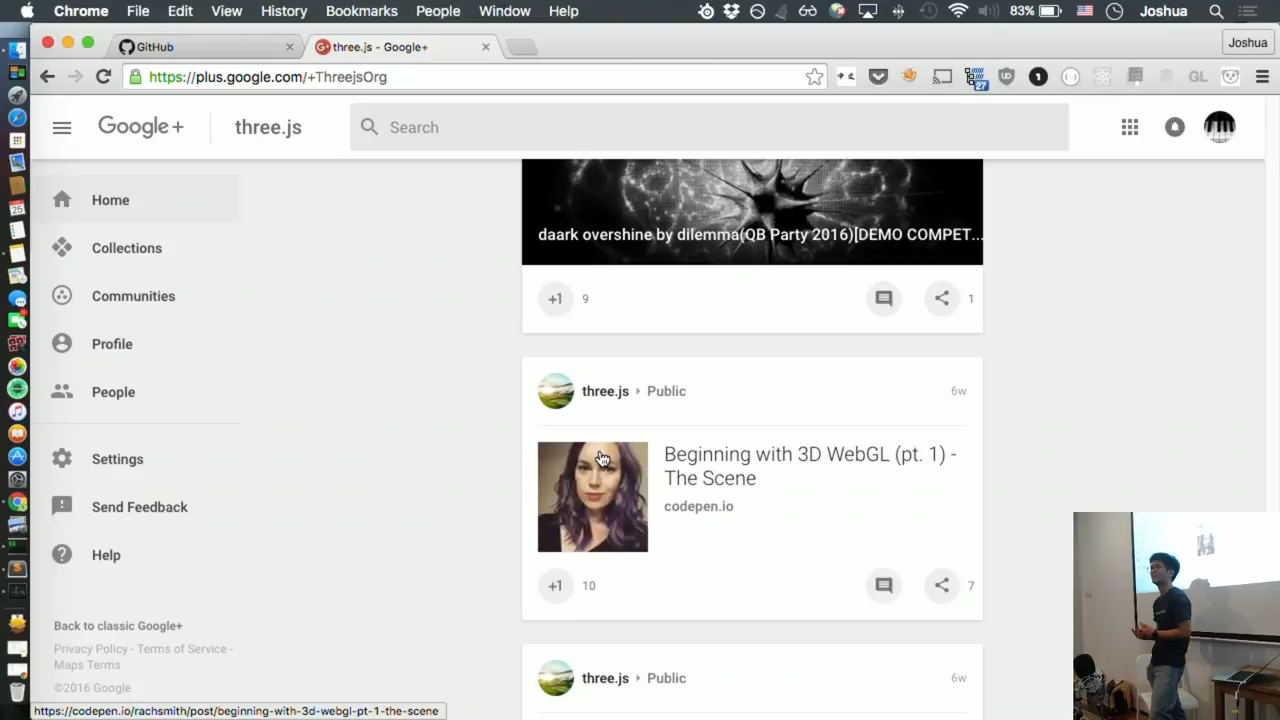 Chrome File Edit View History Bookmarks People Window Help 83% Joshua
GitHub
three.js - Google+
Joshua
https://plus.google.com/+ThreejsOrg
27
GL
Google+
three.js
Search
Home
Collections
Communities
Profile
People
Settings
Send Feedback
Help
Back to classic Google+
Privacy Policy - Terms of Service -
Maps Terms
©2016 Google
daark overshine by dilemma(QB Party 2016)[DEMO COMPET...
+1 9 1
three.js Public 6w
Beginning with 3D WebGL (pt. 1) -
The Scene
codepen.io
+1 10 7
three.js Public 6w
https://codepen.io/rachsmith/post/beginning-with-3d-webgl-pt-1-the-scene